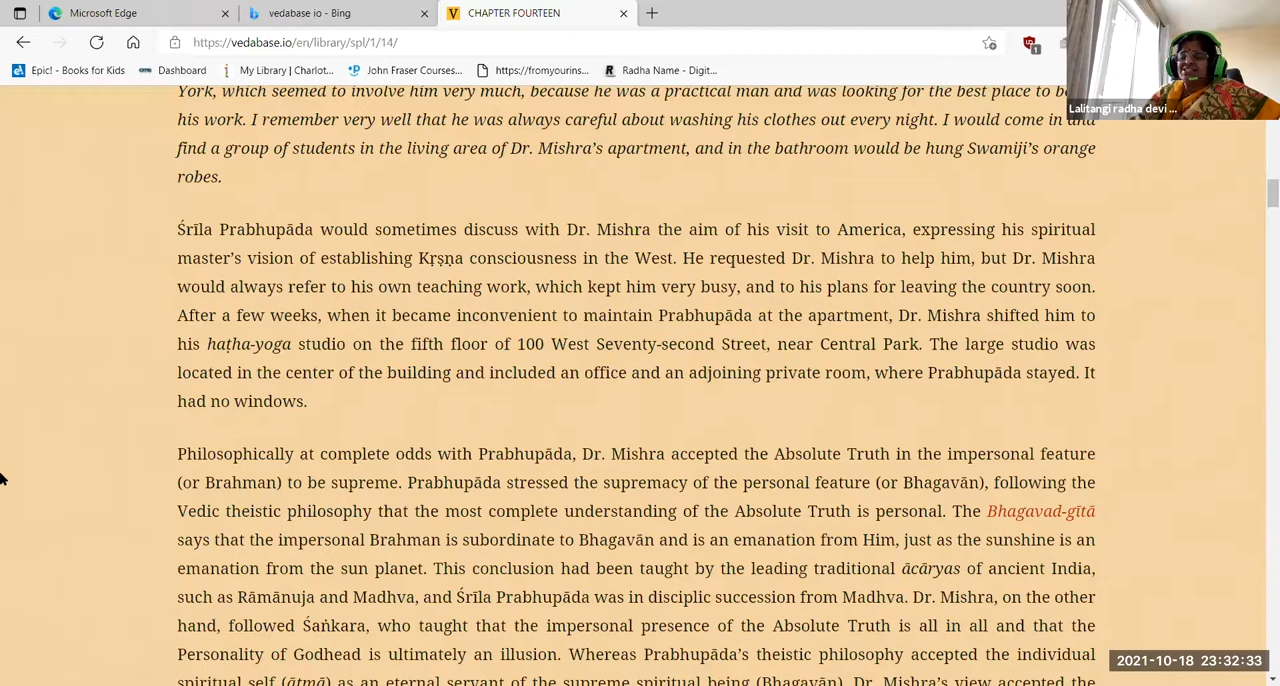 Microsoft Edge
vedabase io - Bing
CHAPTER FOURTEEN
https://vedabase.io/en/library/spl/1/14/
1
Epic! - Books for Kids
Dashboard
My Library | Charlot...
John Fraser Courses...
https://fromyourins...
Radha Name - Digit...
Lalitangi radha devi ...
York, which seemed to involve him very much, because he was a practical man and was looking for the best place to
his work. I remember very well that he was always careful about washing his clothes out every night. I would come in and
find a group of students in the living area of Dr. Mishra's apartment, and in the bathroom would be hung Swamiji's orange
robes.
Śrīla Prabhupāda would sometimes discuss with Dr. Mishra the aim of his visit to America, expressing his spiritual
master's vision of establishing Kṛṣṇa consciousness in the West. He requested Dr. Mishra to help him, but Dr. Mishra
would always refer to his own teaching work, which kept him very busy, and to his plans for leaving the country soon.
After a few weeks, when it became inconvenient to maintain Prabhupāda at the apartment, Dr. Mishra shifted him to
his haṭha-yoga studio on the fifth floor of 100 West Seventy-second Street, near Central Park. The large studio was
located in the center of the building and included an office and an adjoining private room, where Prabhupāda stayed. It
had no windows.
Philosophically at complete odds with Prabhupāda, Dr. Mishra accepted the Absolute Truth in the impersonal feature
(or Brahman) to be supreme. Prabhupāda stressed the supremacy of the personal feature (or Bhagavān), following the
Vedic theistic philosophy that the most complete understanding of the Absolute Truth is personal. The Bhagavad-gītā
says that the impersonal Brahman is subordinate to Bhagavān and is an emanation from Him, just as the sunshine is an
emanation from the sun planet. This conclusion had been taught by the leading traditional ācāryas of ancient India,
such as Rāmānuja and Madhva, and Śrīla Prabhupāda was in disciplic succession from Madhva. Dr. Mishra, on the other
hand, followed Śaṅkara, who taught that the impersonal presence of the Absolute Truth is all in all and that the
Personality of Godhead is ultimately an illusion. Whereas Prabhupāda's theistic philosophy accepted the individual
spiritual self (ātmā) as an eternal servant of the supreme spiritual being (Bhagavān), Dr. Mishra's view accepted the
2021-10-18 23:32:33